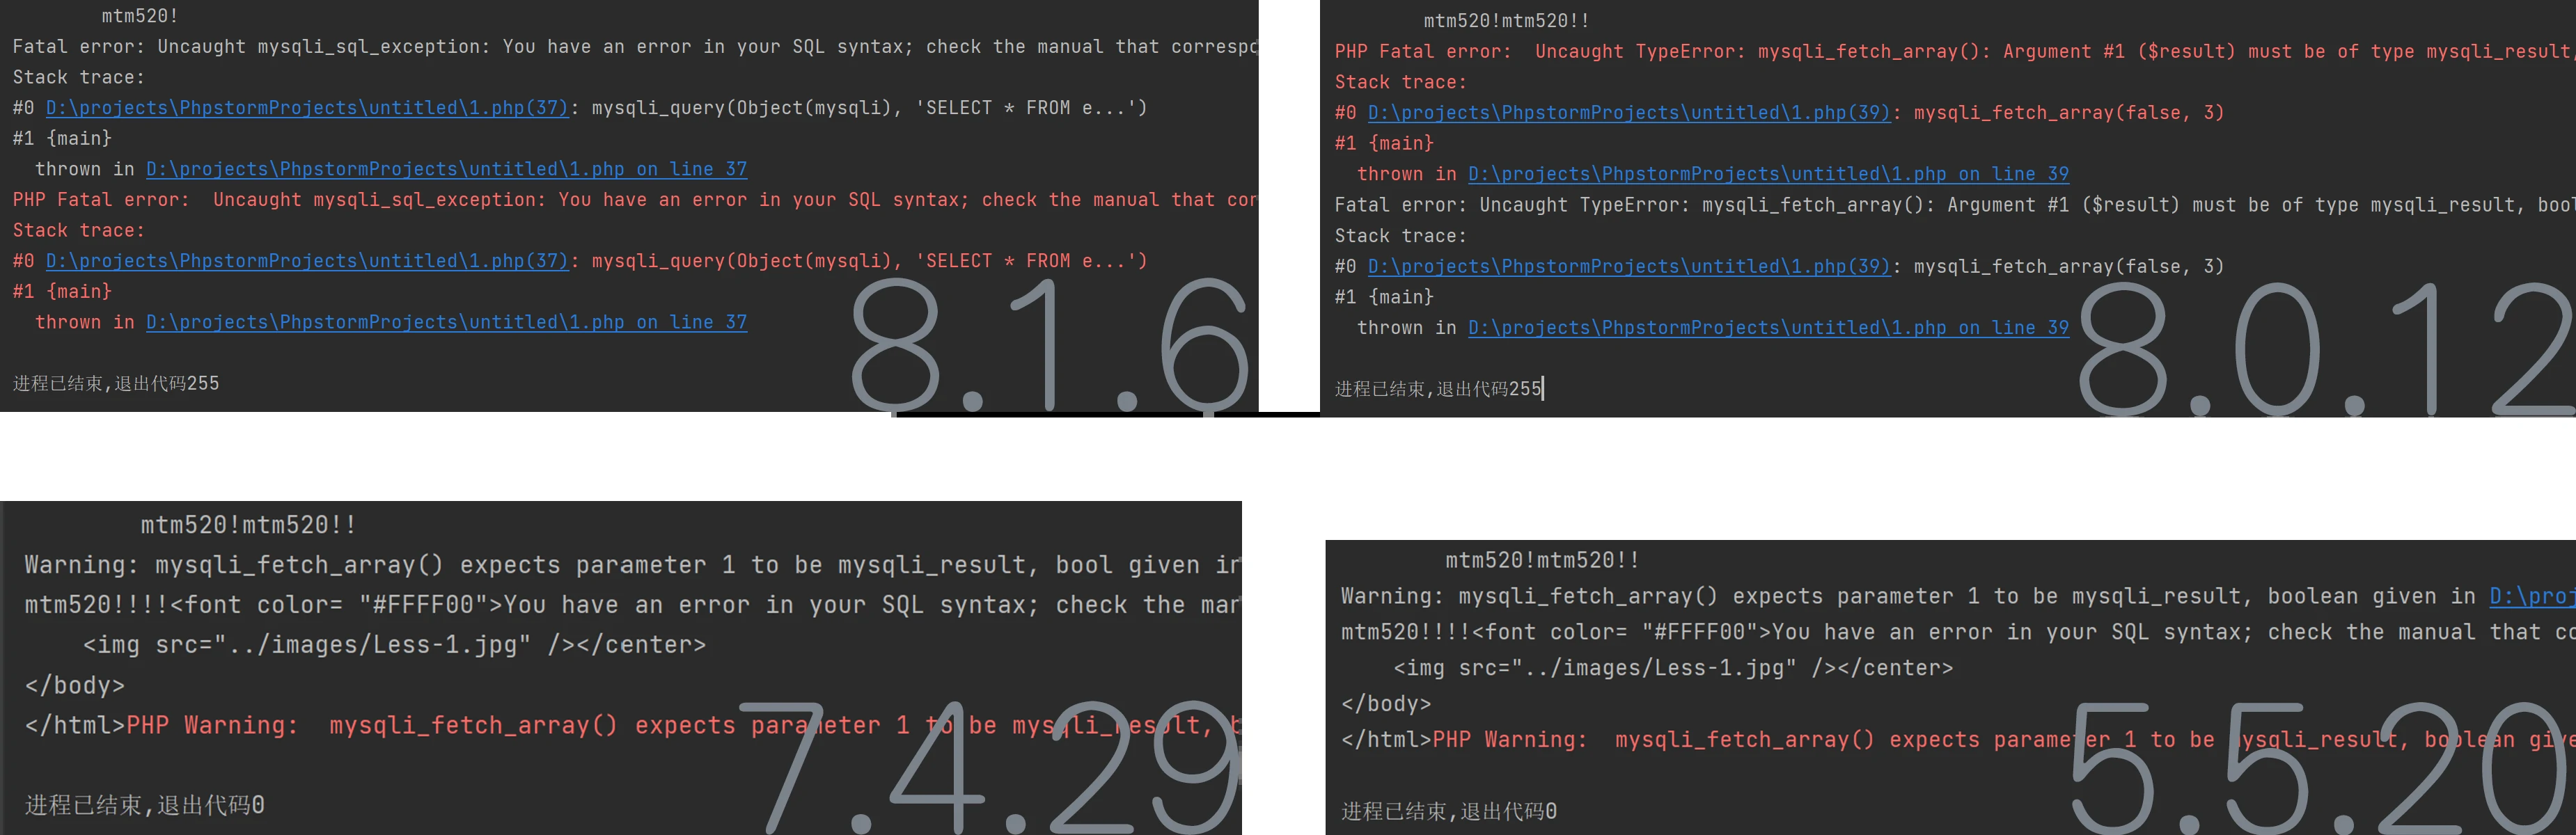 mtm520!
Fatal error: Uncaught mysqli_sql_exception: You have an error in your SQL syntax; check the manual that
Stack trace:
#0 D:\projects\PhpstormProjects\untitled\1.php(37): mysqli_query(Object(mysqli), 'SELECT * FROM e...')
#1 {main}
thrown in D:\projects\PhpstormProjects\untitled\1.php on line 37
PHP Fatal error:  Uncaught mysqli_sql_exception: You have an error in your SQL syntax; check the manual that
Stack trace:
#0 D:\projects\PhpstormProjects\untitled\1.php(37): mysqli_query(Object(mysqli), 'SELECT * FROM e...')
#1 {main}
thrown in D:\projects\PhpstormProjects\untitled\1.php on line 37
进程已结束,退出代码255
8.1.6
mtm520!mtm520!!
PHP Fatal error:  Uncaught TypeError: mysqli_fetch_array(): Argument #1 ($result) must be of type mysqli_result,
Stack trace:
#0 D:\projects\PhpstormProjects\untitled\1.php(39): mysqli_fetch_array(false, 3)
#1 {main}
thrown in D:\projects\PhpstormProjects\untitled\1.php on line 39
Fatal error: Uncaught TypeError: mysqli_fetch_array(): Argument #1 ($result) must be of type mysqli_result, bool
Stack trace:
#0 D:\projects\PhpstormProjects\untitled\1.php(39): mysqli_fetch_array(false, 3)
#1 {main}
thrown in D:\projects\PhpstormProjects\untitled\1.php on line 39
进程已结束,退出代码255
8.0.12
mtm520!mtm520!!
Warning: mysqli_fetch_array() expects parameter 1 to be mysqli_result, bool given
mtm520!!!!<font color= "#FFFF00">You have an error in your SQL syntax; check the
<img src="../images/Less-1.jpg" /></center>
</body>
</html>PHP Warning:  mysqli_fetch_array() expects parameter 1 to be mysqli_result,
进程已结束,退出代码0
7.4.29
mtm520!mtm520!!
Warning: mysqli_fetch_array() expects parameter 1 to be mysqli_result, boolean given in
mtm520!!!!<font color= "#FFFF00">You have an error in your SQL syntax; check the manual that
<img src="../images/Less-1.jpg" /></center>
</body>
</html>PHP Warning:  mysqli_fetch_array() expects parameter 1 to be mysqli_result, boolean
进程已结束,退出代码0
5.5.20